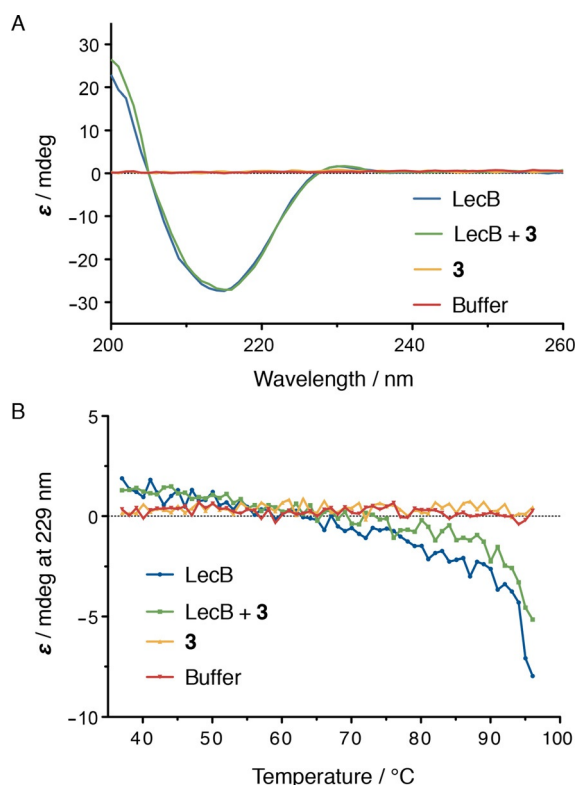 A
30
20
10
0
−10
−20
−30
ε / mdeg
LecB
LecB + 3
3
Buffer
200 220 240 260
Wavelength / nm
B
5
0
−5
−10
ε / mdeg at 229 nm
LecB
LecB + 3
3
Buffer
40 50 60 70 80 90 100
Temperature / °C